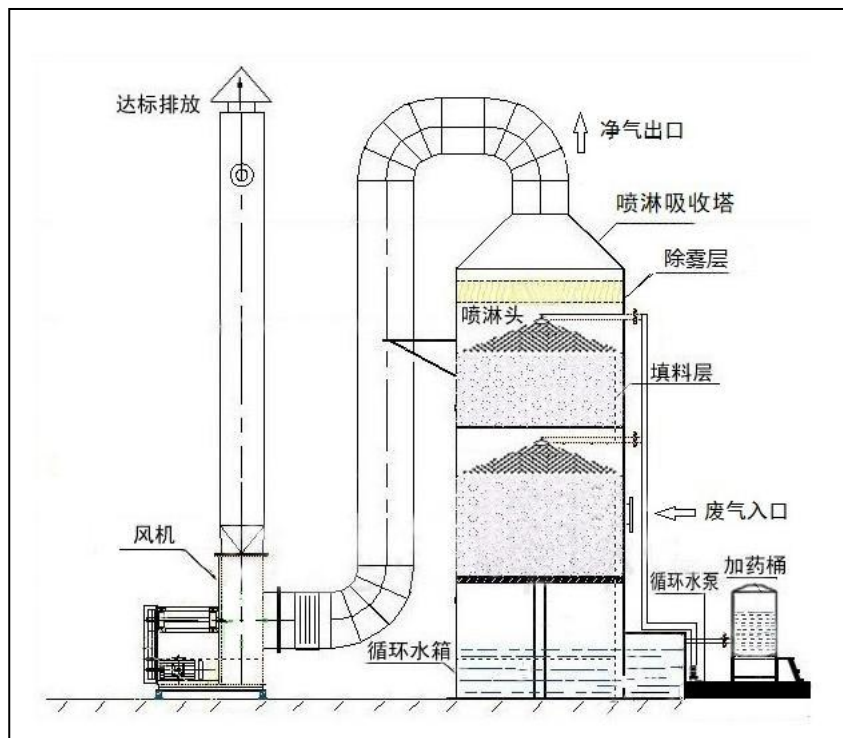 达标排放
净气出口
喷淋吸收塔
除雾层
喷淋头
填料层
废气入口
风机
循环水泵
加药桶
循环水箱